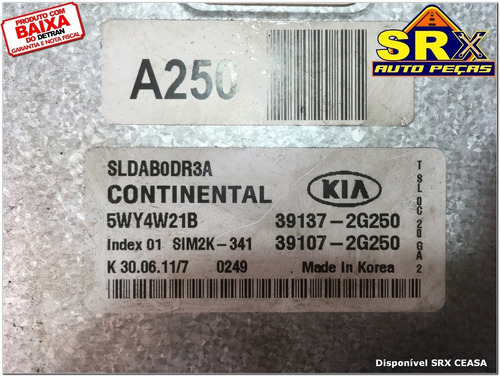 PRODUTO COM
BAIXA
DO DETRAN
GARANTIA E NOTA FISCAL
SRX
AUTO PEÇAS
A250
SLDAB0DR3A
CONTINENTAL
KIA
5WY4W21B 39137-2G250
Index 01 SIM2K-341 39107-2G250
K 30.06.11/7 0249 Made in Korea
TSL0C20GA2
Disponível SRX CEASA